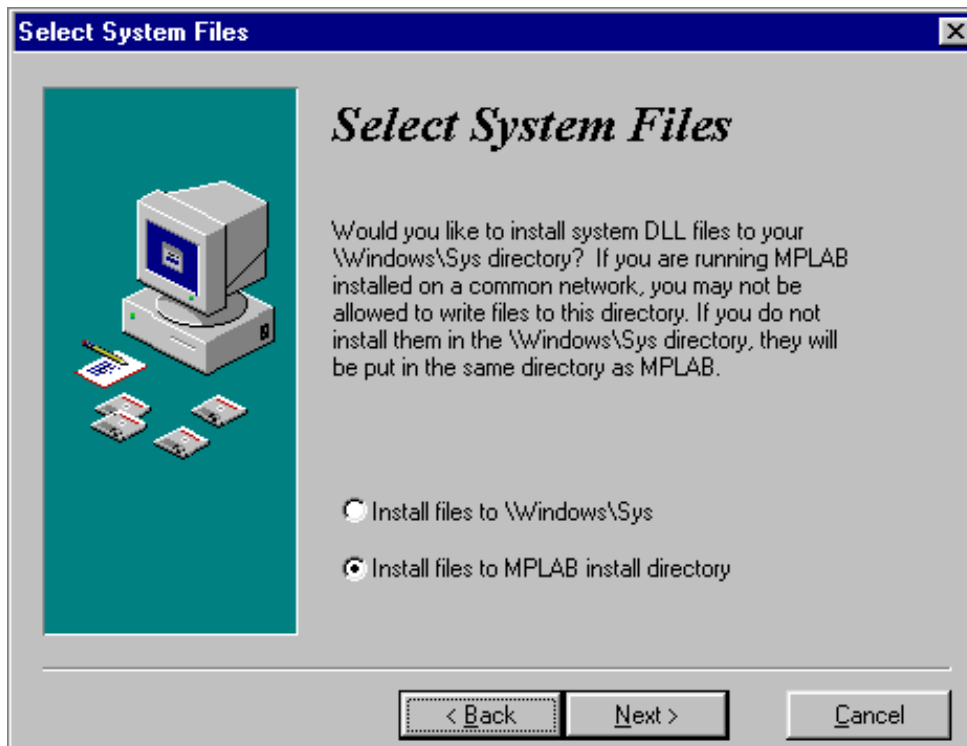 Select System Files
Select System Files
Would you like to install system DLL files to your
\Windows\Sys directory?  If you are running MPLAB
installed on a common network, you may not be
allowed to write files to this directory. If you do not
install them in the \Windows\Sys directory, they will
be put in the same directory as MPLAB.
Install files to \Windows\Sys
Install files to MPLAB install directory
< Back
Next >
Cancel